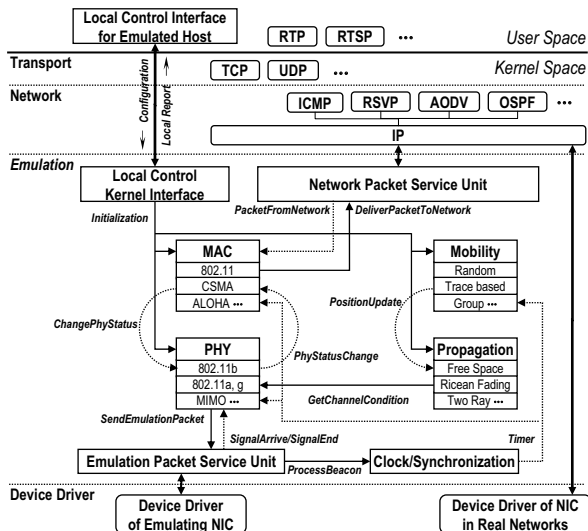 Local Control Interface
for Emulated Host
RTP
RTSP
...
User Space
Transport
TCP
UDP
...
Kernel Space
Configuration
Local Report
Network
ICMP
RSVP
AODV
OSPF
...
IP
Emulation
Local Control
Kernel Interface
Network Packet Service Unit
Initialization
PacketFromNetwork
DeliverPacketToNetwork
MAC
802.11
CSMA
ALOHA ...
Mobility
Random
Trace based
Group ...
PositionUpdate
ChangePhyStatus
PhyStatusChange
PHY
802.11b
802.11a, g
MIMO ...
Propagation
Free Space
Ricean Fading
Two Ray ...
GetChannelCondition
SendEmulationPacket
SignalArrive/SignalEnd
Timer
Emulation Packet Service Unit
ProcessBeacon
Clock/Synchronization
Device Driver
Device Driver
of Emulating NIC
Device Driver of NIC
in Real Networks